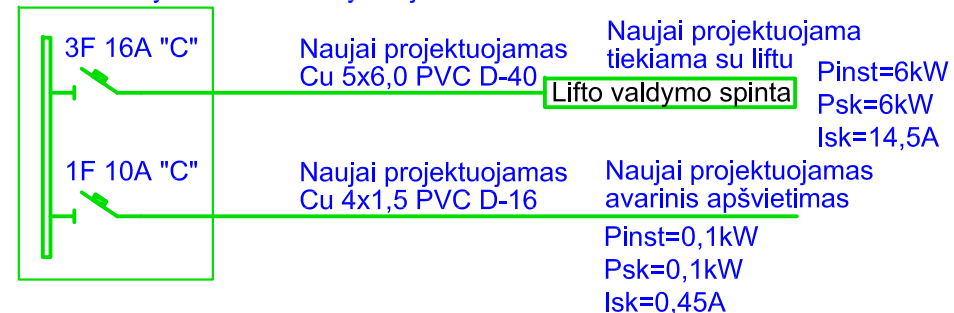 3F 16A "C"
Naujai projektuojamas
Cu 5x6,0 PVC D-40
Naujai projektuojama
tiekiama su liftu
Lifto valdymo spinta
Pinst=6kW
Psk=6kW
Isk=14,5A
1F 10A "C"
Naujai projektuojamas
Cu 4x1,5 PVC D-16
Naujai projektuojamas
avarinis apšvietimas
Pinst=0,1kW
Psk=0,1kW
Isk=0,45A